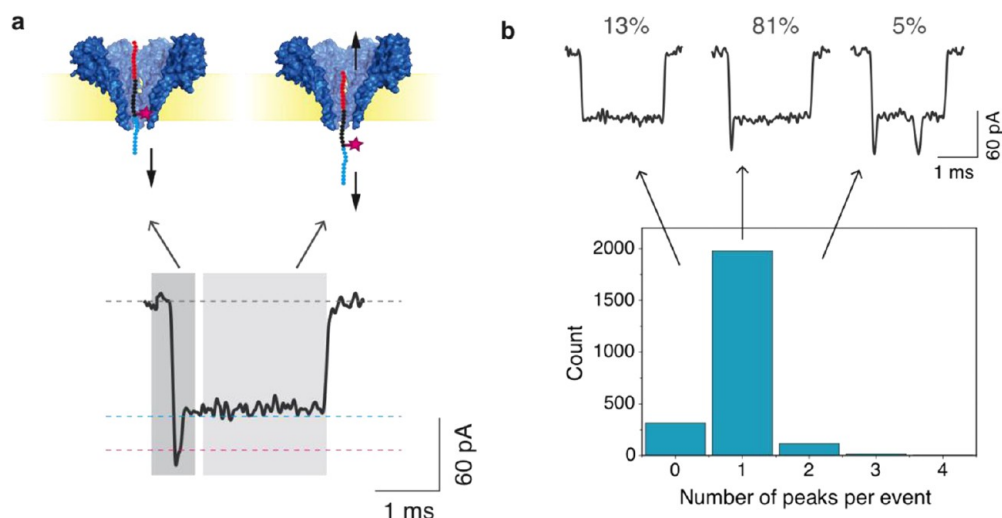 a
60 pA
1 ms
b
13% 81% 5%
60 pA
1 ms
2000
1500
1000
500
0
Count
0 1 2 3 4
Number of peaks per event